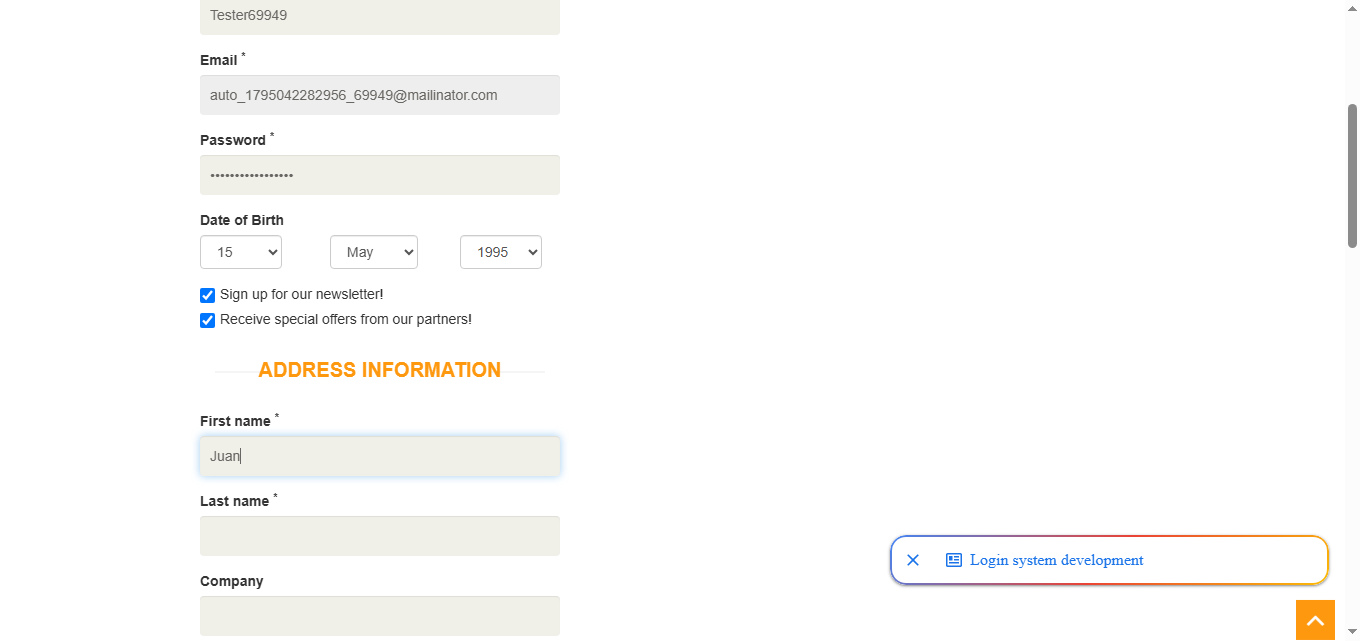 Tester69949
Email *
auto_1795042282956_69949@mailinator.com
Password *
•••••••••••••••••
Date of Birth
15 May 1995
Sign up for our newsletter!
Receive special offers from our partners!
ADDRESS INFORMATION
First name *
Juan
Last name *
Login system development
Company